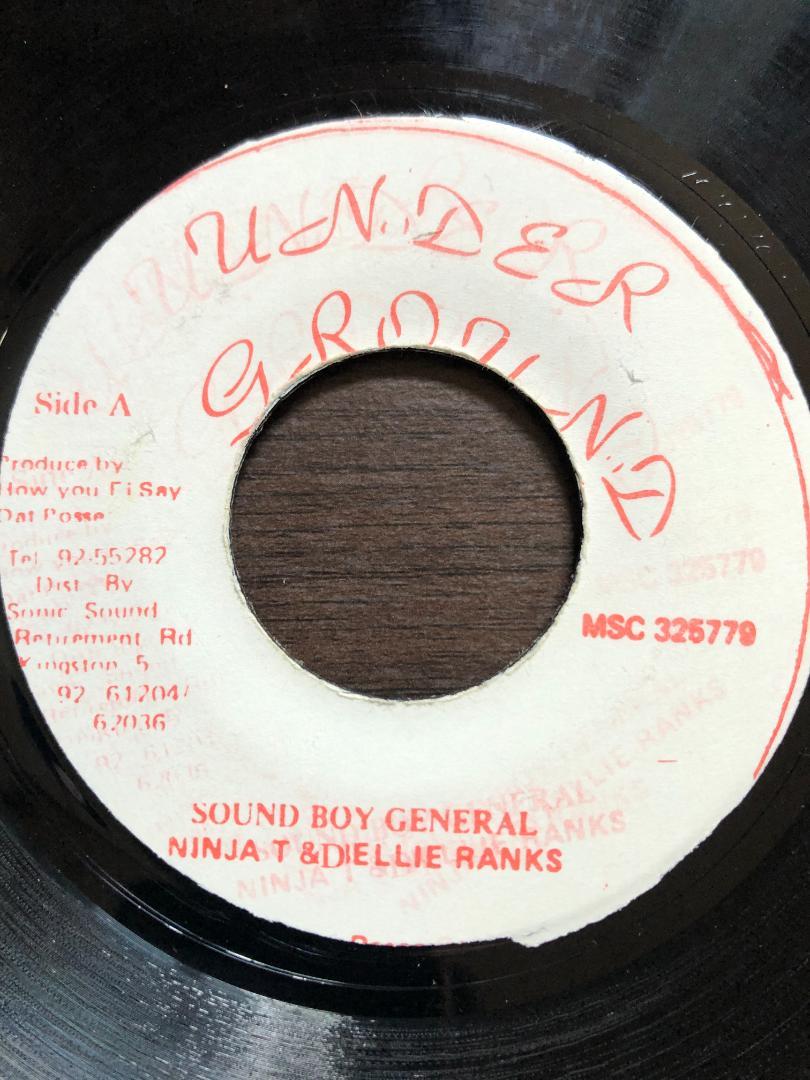 UNDER
GROUND
Side A
Produce by
How you Fi Say
Dat Posse
Tel 92-55282
Dist By
Sonic Sound
Retirement Rd
Kingston 5
92 61204/
62036
MSC 325779
SOUND BOY GENERAL
NINJA T & DELLIE RANKS